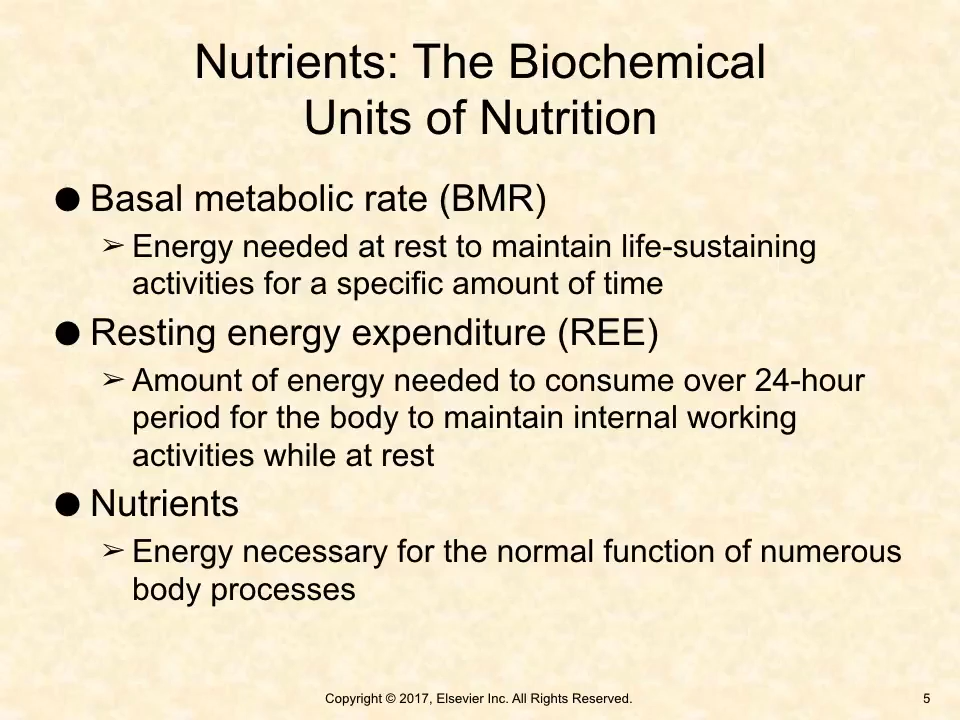 Nutrients: The Biochemical
Units of Nutrition
● Basal metabolic rate (BMR)
➢ Energy needed at rest to maintain life-sustaining
activities for a specific amount of time
● Resting energy expenditure (REE)
➢ Amount of energy needed to consume over 24-hour
period for the body to maintain internal working
activities while at rest
● Nutrients
➢ Energy necessary for the normal function of numerous
body processes
Copyright © 2017, Elsevier Inc. All Rights Reserved.
5